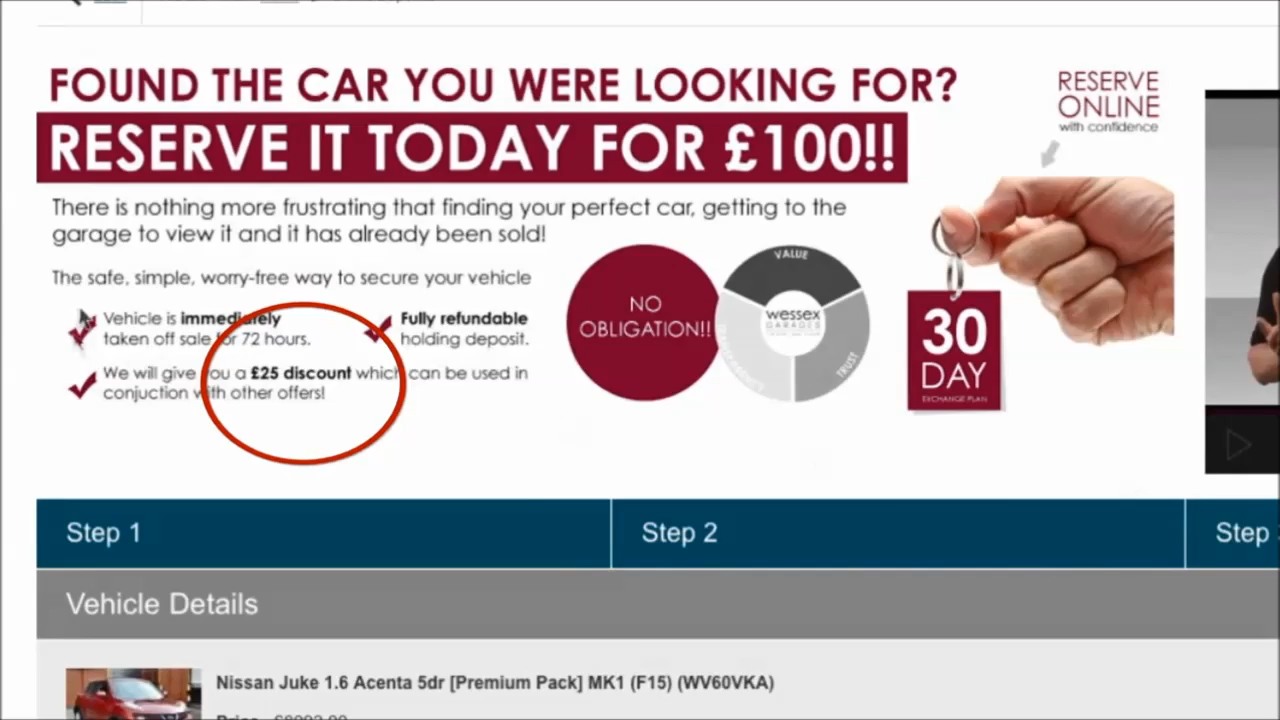 FOUND THE CAR YOU WERE LOOKING FOR?
RESERVE IT TODAY FOR £100!!
There is nothing more frustrating that finding your perfect car, getting to the
garage to view it and it has already been sold!
The safe, simple, worry-free way to secure your vehicle
Vehicle is immediately
taken off sale for 72 hours.
Fully refundable
holding deposit.
We will give you a £25 discount which can be used in
conjuction with other offers!
NO
OBLIGATION!!
VALUE
wessex
GARAGES
TRUST
RESERVE
ONLINE
with confidence
30
DAY
EXCHANGE PLAN
Step 1
Step 2
Step
Vehicle Details
Nissan Juke 1.6 Acenta 5dr [Premium Pack] MK1 (F15) (WV60VKA)